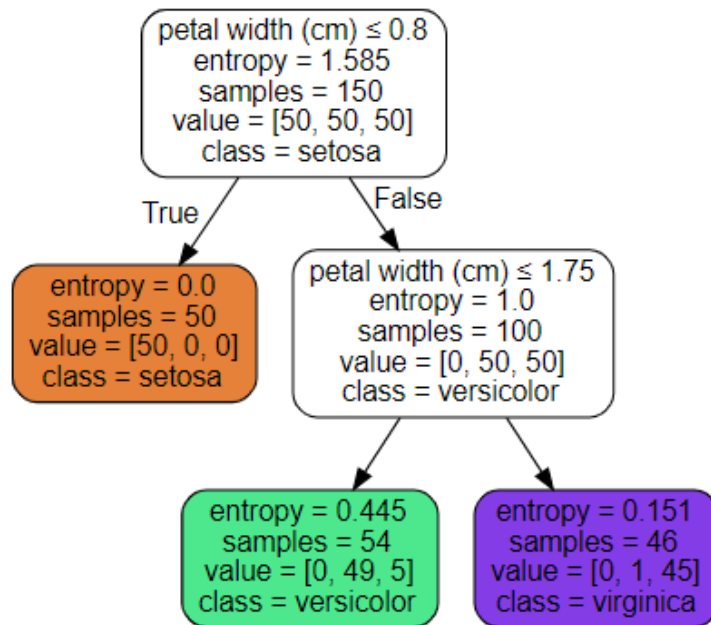 petal width (cm) ≤ 0.8
entropy = 1.585
samples = 150
value = [50, 50, 50]
class = setosa
True
False
entropy = 0.0
samples = 50
value = [50, 0, 0]
class = setosa
petal width (cm) ≤ 1.75
entropy = 1.0
samples = 100
value = [0, 50, 50]
class = versicolor
entropy = 0.445
samples = 54
value = [0, 49, 5]
class = versicolor
entropy = 0.151
samples = 46
value = [0, 1, 45]
class = virginica